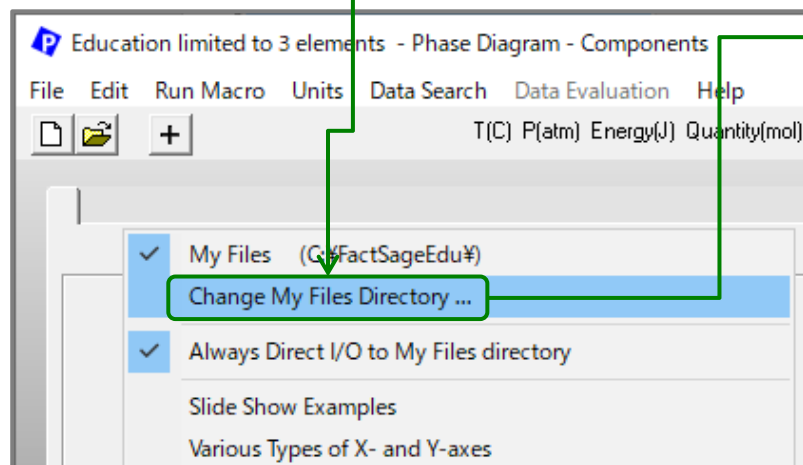 Education limited to 3 elements - Phase Diagram - Components
File Edit Run Macro Units Data Search Data Evaluation Help
T(C) P(atm) Energy(J) Quantity(mol)
My Files (C:¥FactSageEdu¥)
Change My Files Directory ...
Always Direct I/O to My Files directory
Slide Show Examples
Various Types of X- and Y-axes